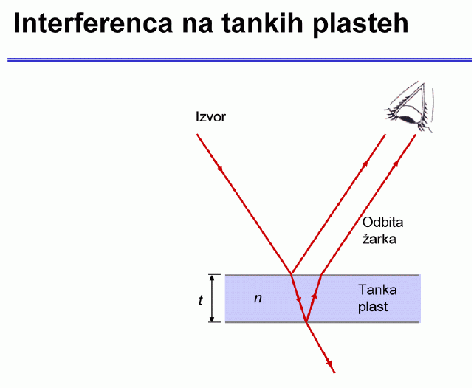 Interferenca na tankih plasteh
Izvor
Odbita
žarka
t
n
Tanka
plast